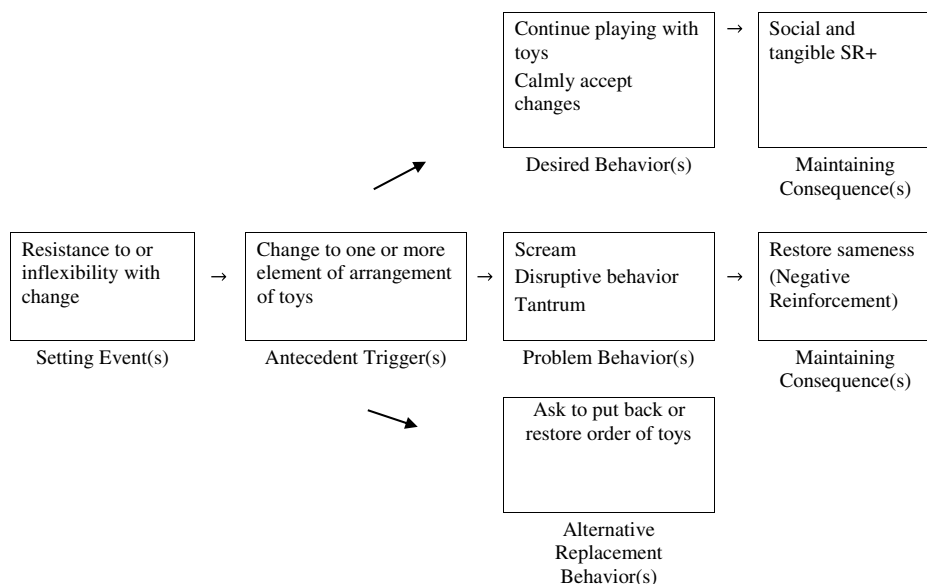 Continue playing with
toys
Calmly accept
changes
→
Social and
tangible SR+
Desired Behavior(s)
Maintaining
Consequence(s)
Resistance to or
inflexibility with
change
→
Change to one or more
element of arrangement
of toys
→
Scream
Disruptive behavior
Tantrum
→
Restore sameness
(Negative
Reinforcement)
Setting Event(s)
Antecedent Trigger(s)
Problem Behavior(s)
Maintaining
Consequence(s)
Ask to put back or
restore order of toys
Alternative
Replacement
Behavior(s)